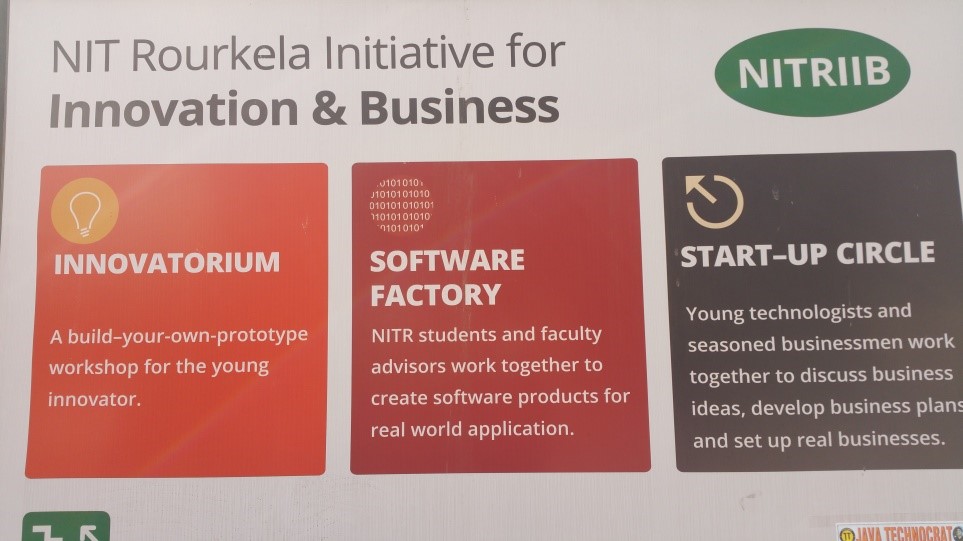 NIT Rourkela Initiative for
Innovation & Business
NITRIIB
INNOVATORIUM
A build–your-own-prototype
workshop for the young
innovator.
SOFTWARE
FACTORY
NITR students and faculty
advisors work together to
create software products for
real world application.
START–UP CIRCLE
Young technologists and
seasoned businessmen work
together to discuss business
ideas, develop business plans
and set up real businesses.
JAVA TECHNOCRAT